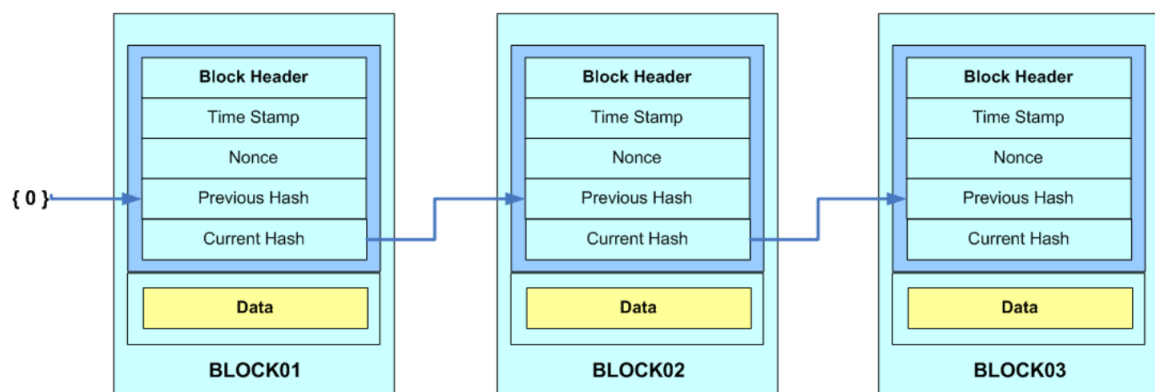 { 0 }
Block Header
Time Stamp
Nonce
Previous Hash
Current Hash
Data
BLOCK01
Block Header
Time Stamp
Nonce
Previous Hash
Current Hash
Data
BLOCK02
Block Header
Time Stamp
Nonce
Previous Hash
Current Hash
Data
BLOCK03